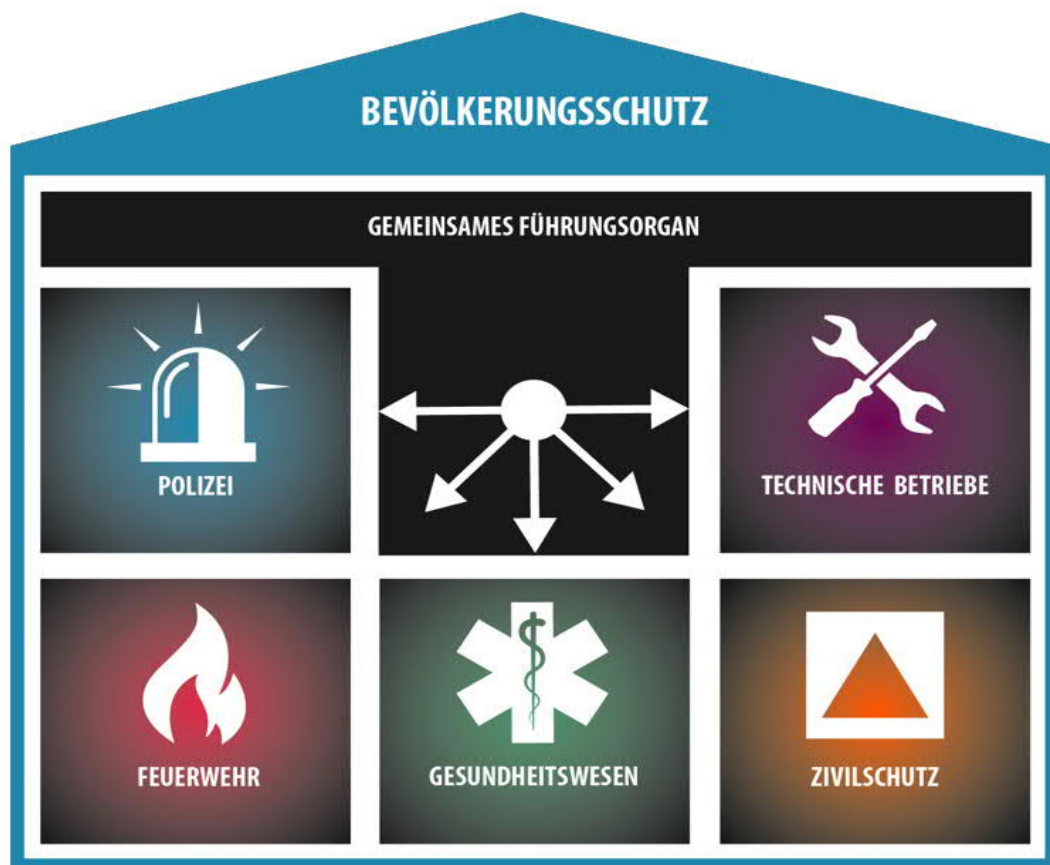 BEVÖLKERUNGSSCHUTZ
GEMEINSAMES FÜHRUNGSORGAN
POLIZEI
TECHNISCHE BETRIEBE
FEUERWEHR
GESUNDHEITSWESEN
ZIVILSCHUTZ